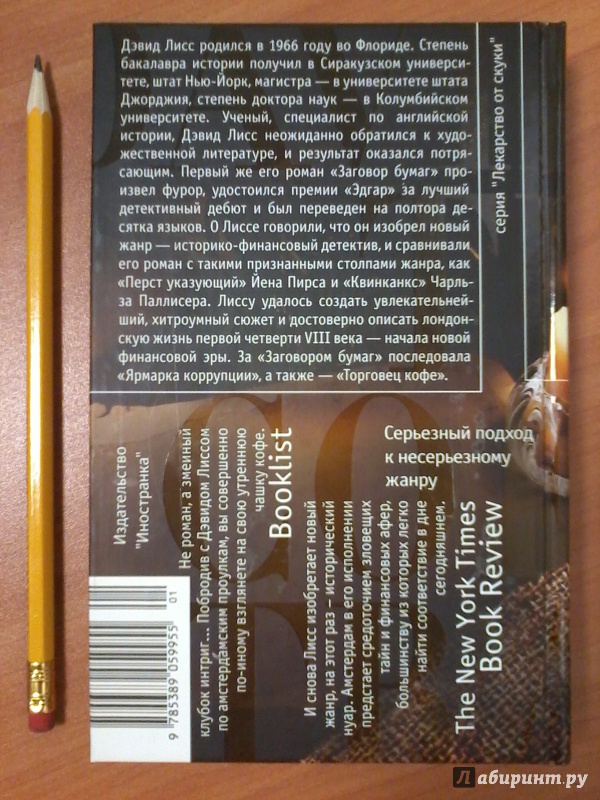 Дэвид Лисс родился в 1966 году во Флориде. Степень
бакалавра истории получил в Сиракузском универси-
тете, штат Нью-Йорк, магистра — в университете штата
Джорджия, степень доктора наук — в Колумбийском
университете. Ученый, специалист по английской
истории, Дэвид Лисс неожиданно обратился к худо-
жественной литературе, и результат оказался потря-
сающим. Первый же его роман «Заговор бумаг» про-
извел фурор, удостоился премии «Эдгар» за лучший
детективный дебют и был переведен на полтора де-
сятка языков. О Лиссе говорили, что он изобрел новый
жанр — историко-финансовый детектив, и сравнивали
его роман с такими признанными столпами жанра, как
«Перст указующий» Йена Пирса и «Квинканкс» Чарль-
за Паллисера. Лиссу удалось создать увлекательней-
ший, хитроумный сюжет и достоверно описать лондон-
скую жизнь первой четверти VIII века — начала новой
финансовой эры. За «Заговором бумаг» последовала
«Ярмарка коррупции», а также — «Торговец кофе».
серия "Лекарство от скуки"
Серьезный подход
к несерьезному
жанру
Издательство
"Иностранка"
Не роман, а змеиный
клубок интриг... Побродив с Дэвидом Лиссом
по амстердамским проулкам, вы совершенно
по-иному взглянете на свою утреннюю
чашку кофе.
Booklist
И снова Лисс изобретает новый
жанр, на этот раз – исторический
нуар. Амстердам в его исполнении
предстает средоточием зловещих
тайн и финансовых афер,
большинству из которых легко
найти соответствие в дне
сегодняшнем.
The New York Times
Book Review
01
9 785389 059955
Лабиринт.ру